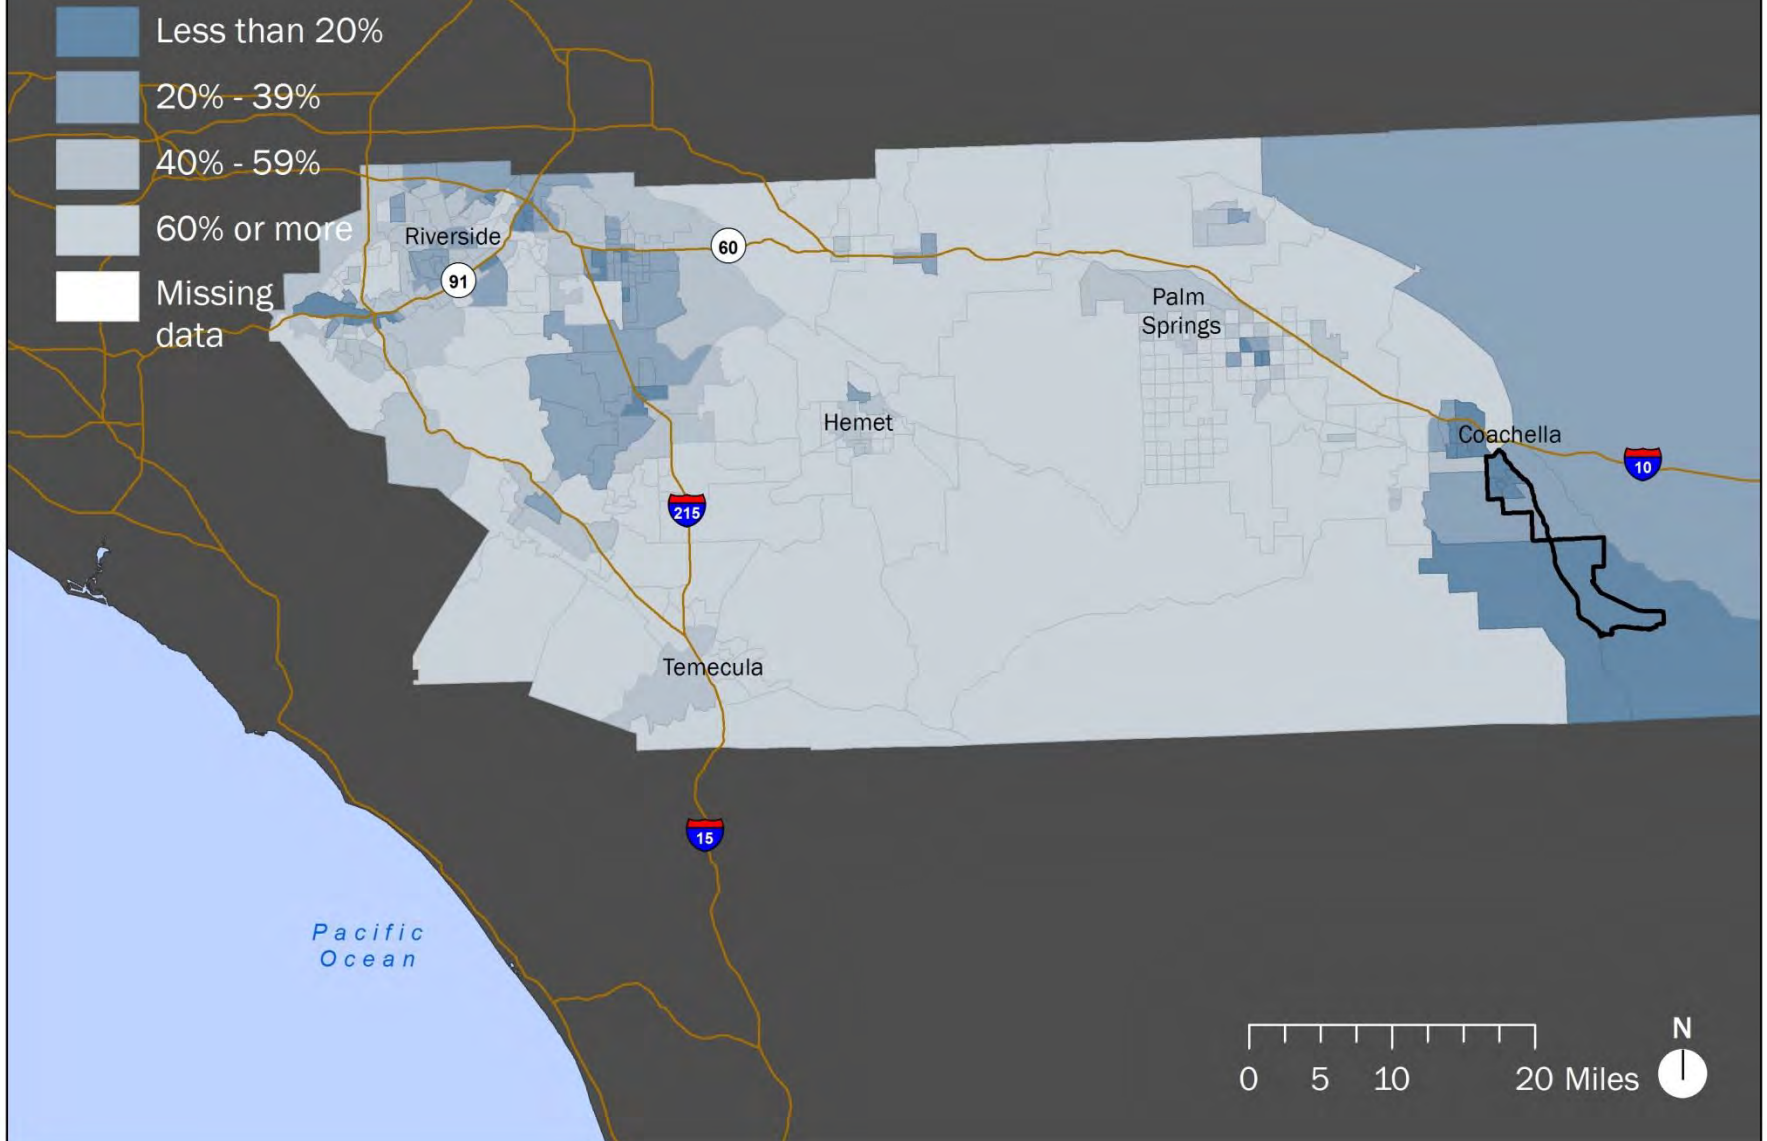 Less than 20%
20% - 39%
40% - 59%
60% or more
Missing
data
Riverside
60
91
Palm
Springs
Hemet
Coachella
10
215
Temecula
15
Pacific
Ocean
N
0 5 10 20 Miles